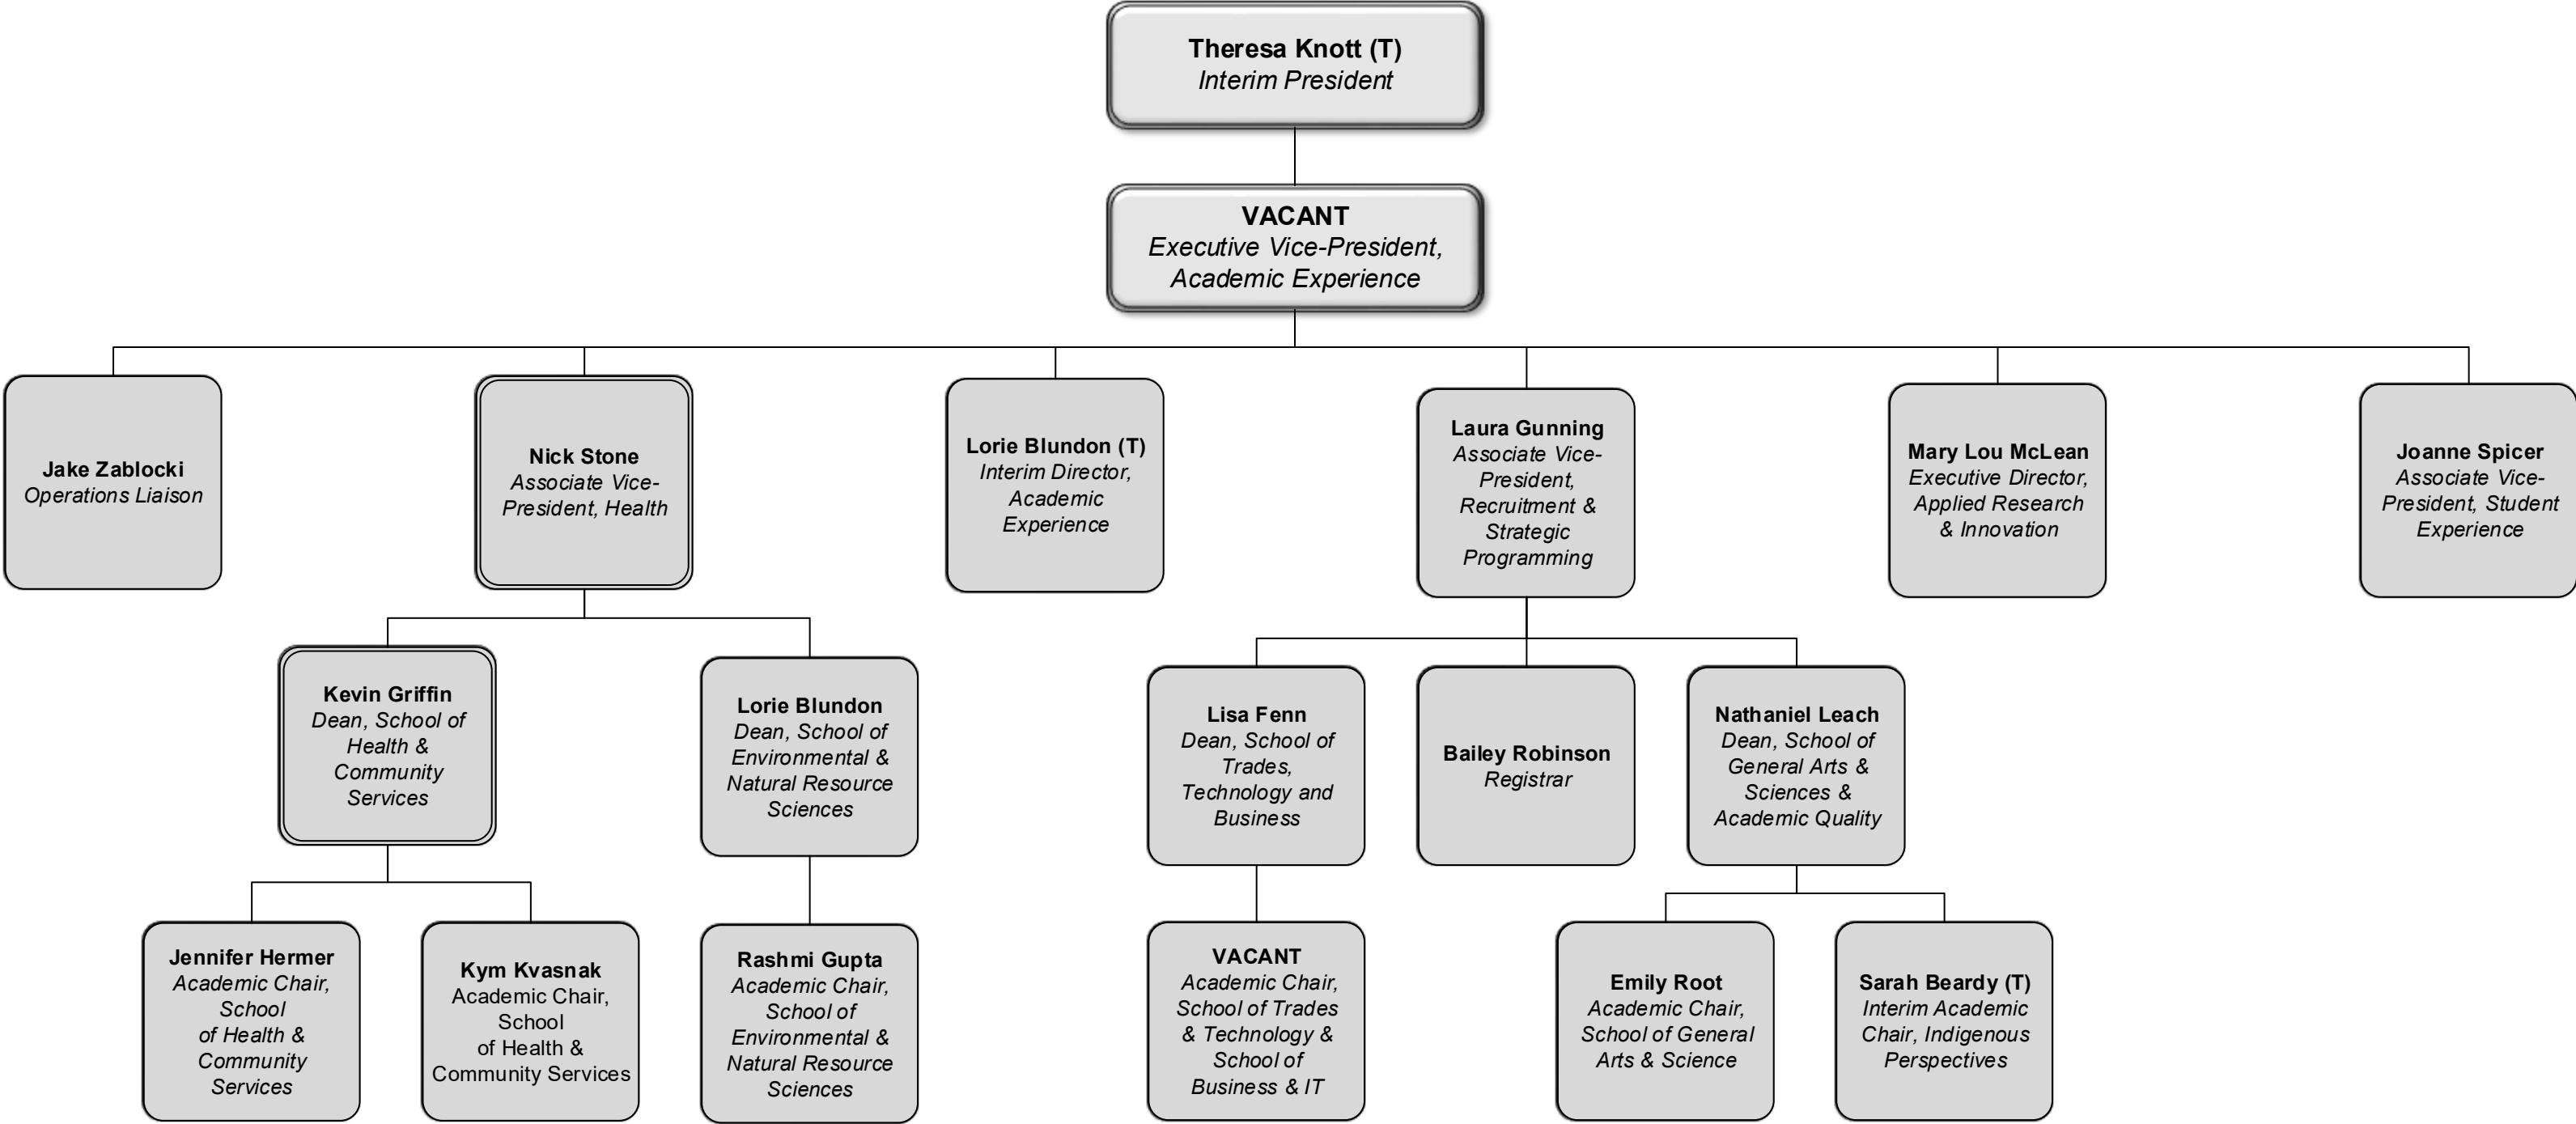 Theresa Knott (T)
Interim President
VACANT
Executive Vice-President,
Academic Experience
Jake Zablocki
Operations Liaison
Nick Stone
Associate Vice-
President, Health
Lorie Blundon (T)
Interim Director,
Academic
Experience
Laura Gunning
Associate Vice-
President,
Recruitment &
Strategic
Programming
Mary Lou McLean
Executive Director,
Applied Research
& Innovation
Joanne Spicer
Associate Vice-
President, Student
Experience
Kevin Griffin
Dean, School of
Health &
Community
Services
Lorie Blundon
Dean, School of
Environmental &
Natural Resource
Sciences
Lisa Fenn
Dean, School of
Trades,
Technology and
Business
Bailey Robinson
Registrar
Nathaniel Leach
Dean, School of
General Arts &
Sciences &
Academic Quality
Jennifer Hermer
Academic Chair,
School
of Health &
Community
Services
Kym Kvasnak
Academic Chair,
School
of Health &
Community Services
Rashmi Gupta
Academic Chair,
School of
Environmental &
Natural Resource
Sciences
VACANT
Academic Chair,
School of Trades
& Technology &
School of
Business & IT
Emily Root
Academic Chair,
School of General
Arts & Science
Sarah Beardy (T)
Interim Academic
Chair, Indigenous
Perspectives